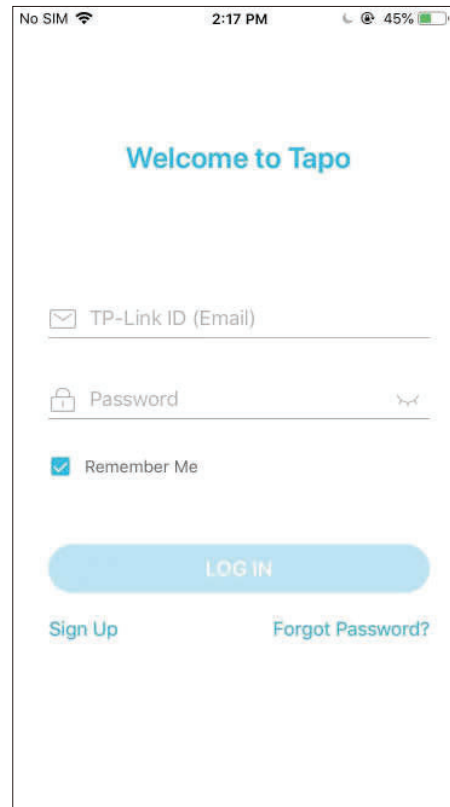 No SIM 2:17 PM 45%
Welcome to Tapo
TP-Link ID (Email)
Password
Remember Me
LOG IN
Sign Up Forgot Password?